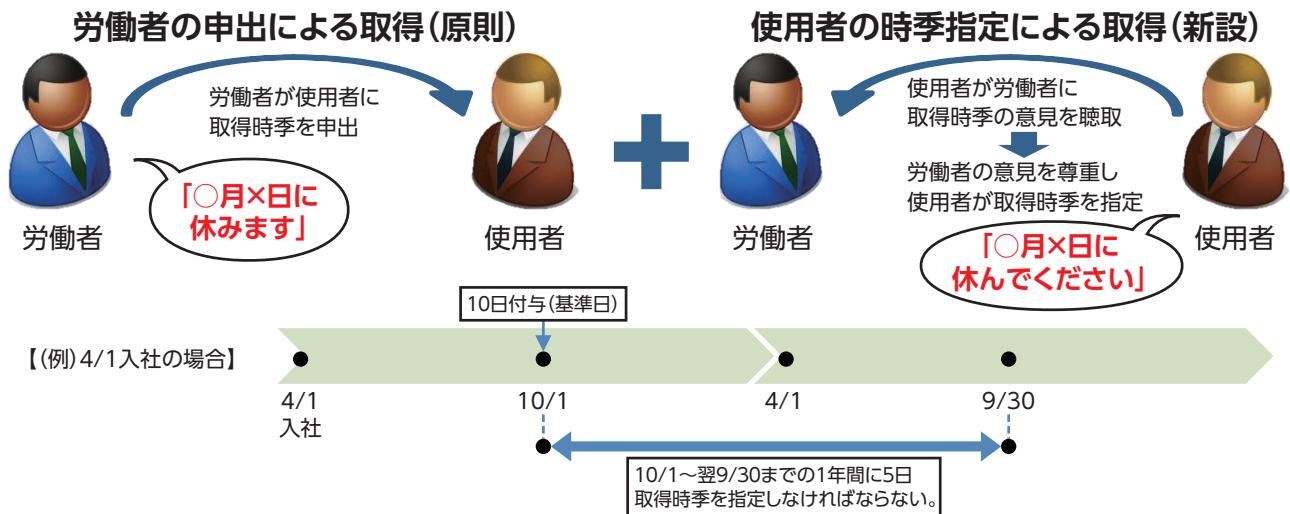 労働者の申出による取得（原則）
労働者が使用者に
取得時季を申出
「○月×日に
休みます」
労働者
使用者
使用者の時季指定による取得（新設）
使用者が労働者に
取得時季の意見を聴取
労働者の意見を尊重し
使用者が取得時季を指定
「○月×日に
休んでください」
労働者
使用者
10日付与（基準日）
【（例）4/1入社の場合】
4/1
入社
10/1
4/1
9/30
10/1～翌9/30までの1年間に5日
取得時季を指定しなければならない。